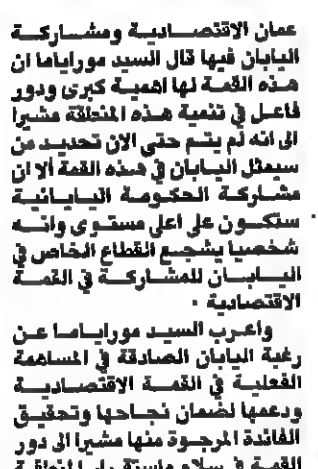 عمان الاقتصادية ومشاركة
اليابان فيها قال السيد موراياما ان
هذه القمة لها اهمية كبرى ودور
فاعل في تنمية هذه المنطقة مشيرا
الى انه لم يتم حتى الان تحديد من
سيمثل اليابان في هذه القمة ألا ان
مشاركة الحكومة اليابانية
ستكون على اعلى مستوى وانه
شخصيا يشجع القطاع الخاص في
اليابان للمشاركة في القمة
الاقتصادية .
واعرب السيد موراياما عن
رغبة اليابان الصادقة في المساهمة
الفعلية في القمة الاقتصادية
ودعمها لضمان نجاحها وتحقيق
الفائدة المرجوة منها مشيرا الى دور
القمة في سلام